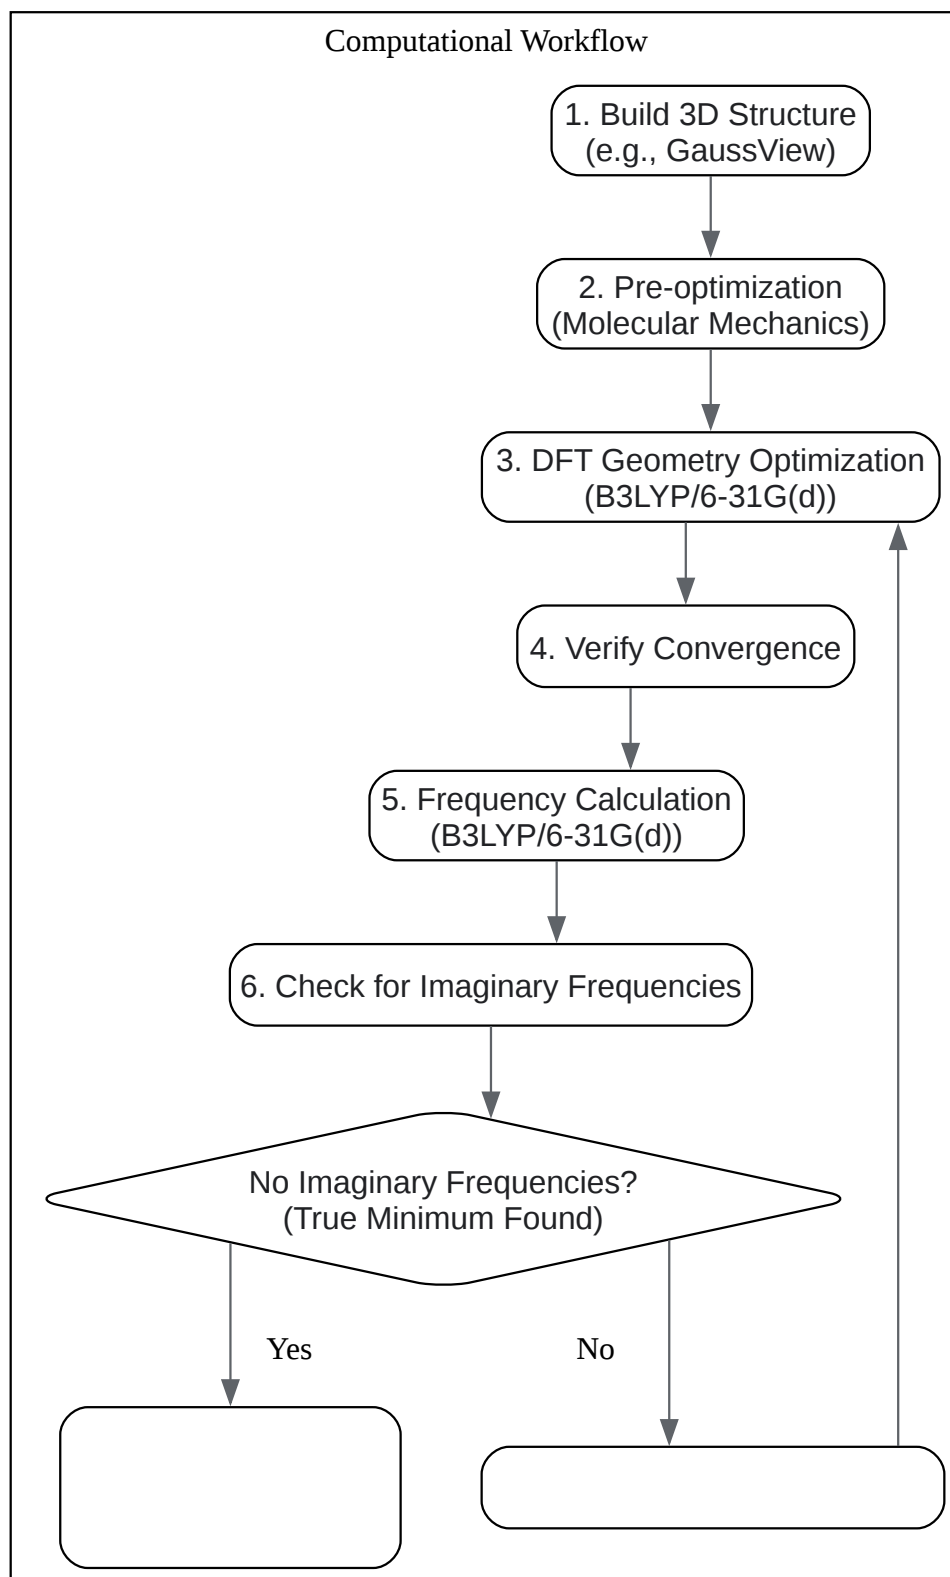 Computational Workflow
1. Build 3D Structure
(e.g., GaussView)
2. Pre-optimization
(Molecular Mechanics)
3. DFT Geometry Optimization
(B3LYP/6-31G(d))
4. Verify Convergence
5. Frequency Calculation
(B3LYP/6-31G(d))
6. Check for Imaginary Frequencies
No Imaginary Frequencies?
(True Minimum Found)
Yes
No